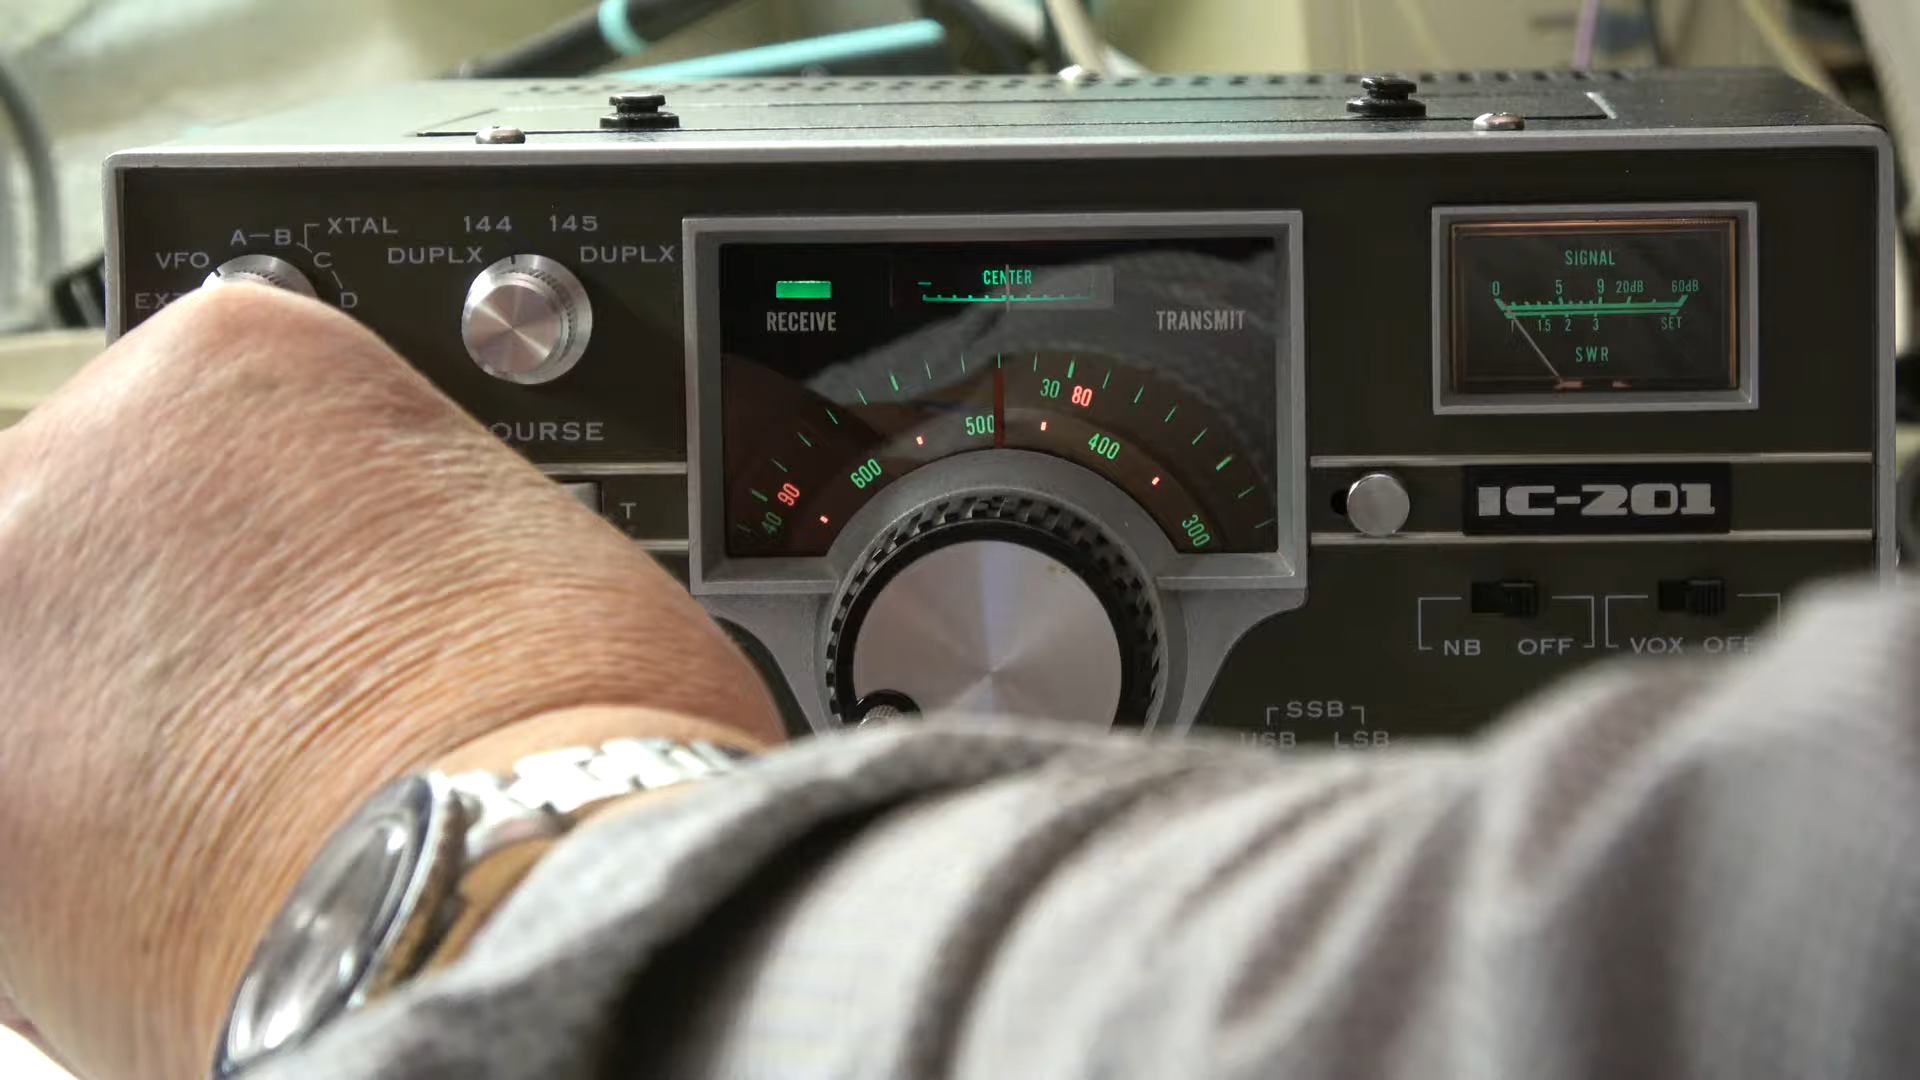 144 145
A-B XTAL
VFO C DUPLX DUPLX
D
CENTER
RECEIVE TRANSMIT
30 80
500 400
600
90
40 300
SIGNAL
0 5 9 20dB 60dB
1 1.5 2 3 SET
SWR
OURSE
T
IC-201
NB OFF VOX OFF
SSB
USB LSB